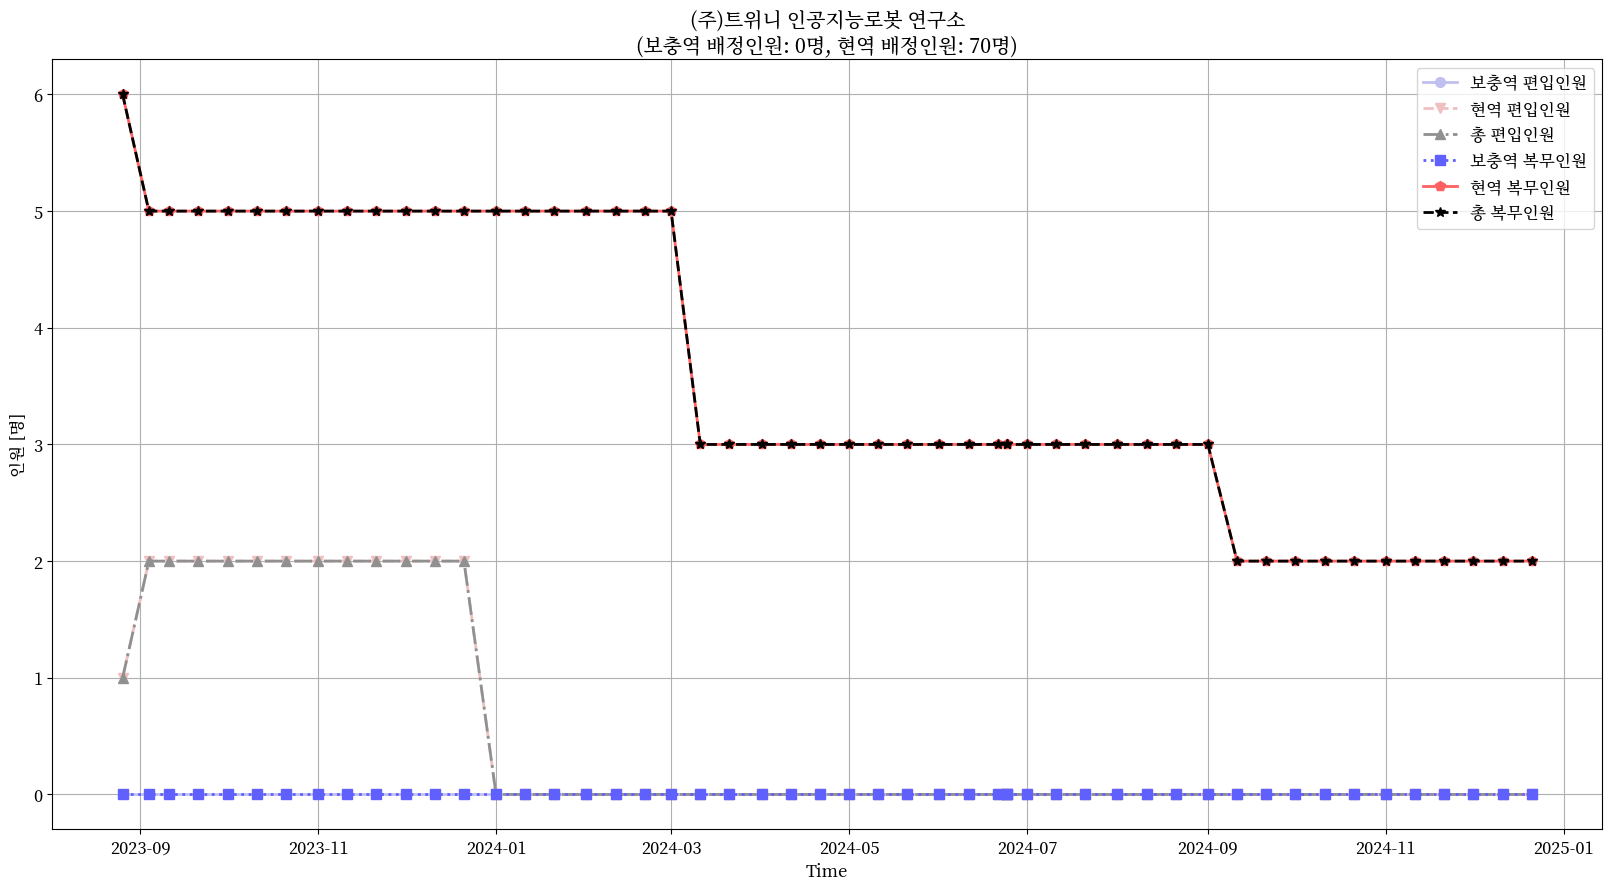 (주)트위니 인공지능로봇 연구소
(보충역 배정인원: 0명, 현역 배정인원: 70명)
보충역 편입인원
현역 편입인원
총 편입인원
보충역 복무인원
현역 복무인원
총 복무인원
인원 [명]
6
5
4
3
2
1
0
2023-09
2023-11
2024-01
2024-03
2024-05
2024-07
2024-09
2024-11
2025-01
Time